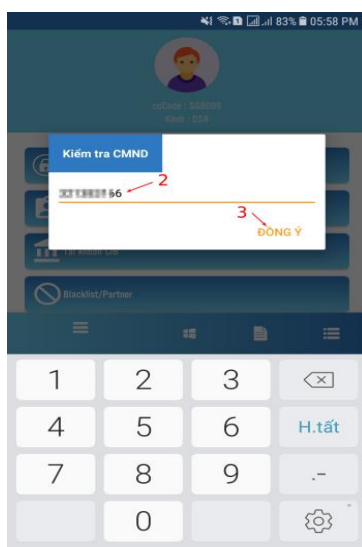 83% 05:58 PM
Kiểm tra CMND
66
2
3
ĐỒNG Ý
Blacklist/Partner
1 2 3
4 5 6 H.tất
7 8 9 .-
0